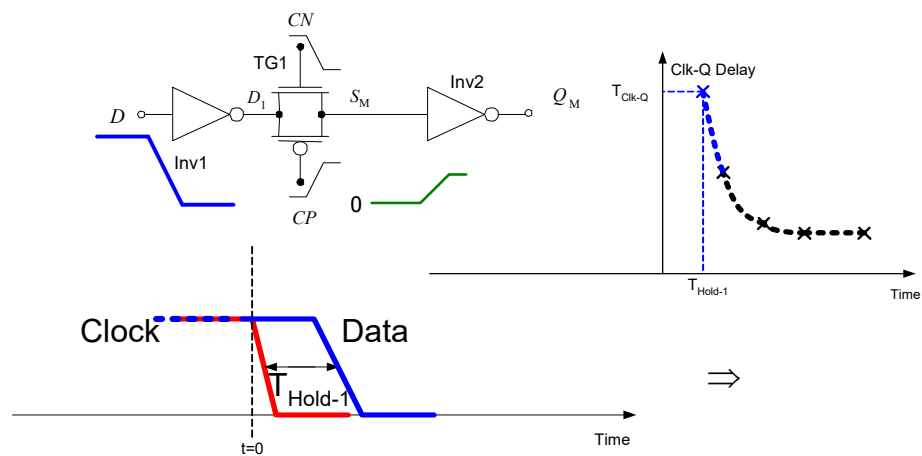 CN
TG1
D
D1
SM
Inv2
QM
Inv1
CP
0
Clk-Q Delay
TClk-Q
THold-1
Time
Clock
Data
THold-1
⇒
t=0
Time